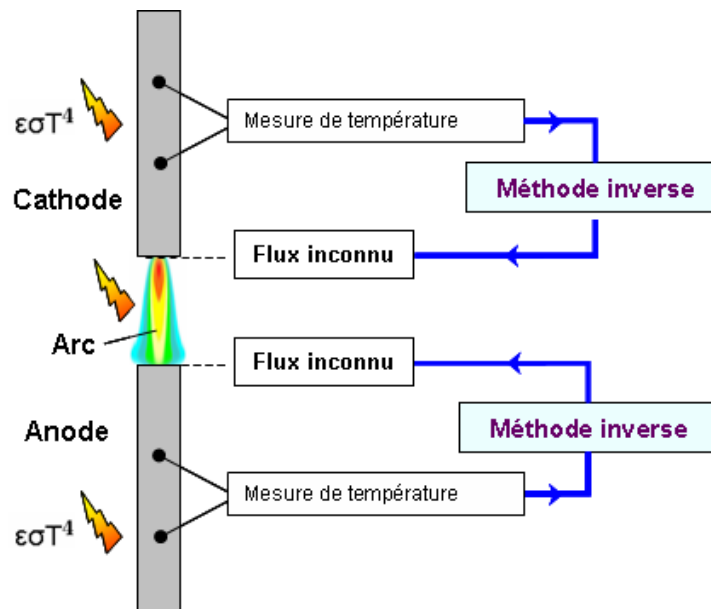 εσT⁴
Mesure de température
Cathode
Méthode inverse
Flux inconnu
Arc
Flux inconnu
Anode
Méthode inverse
Mesure de température
εσT⁴